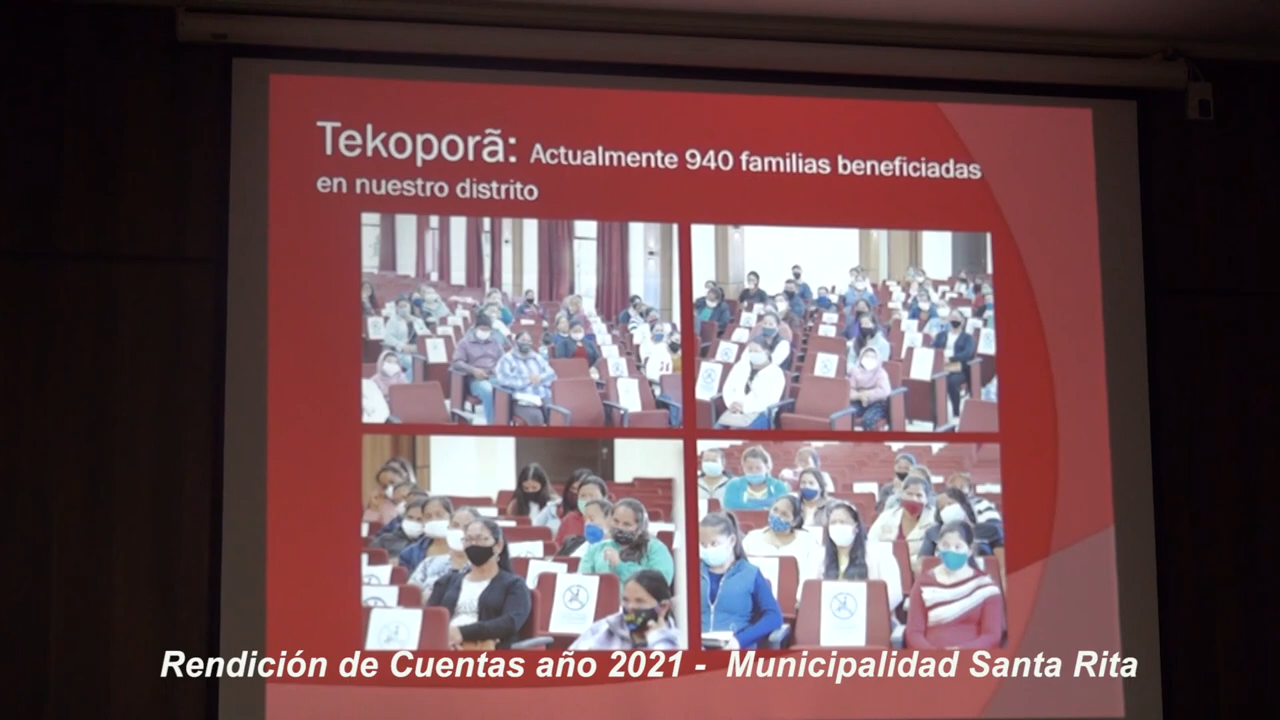 Tekoporã: Actualmente 940 familias beneficiadas
en nuestro distrito
Rendición de Cuentas año 2021 - Municipalidad Santa Rita